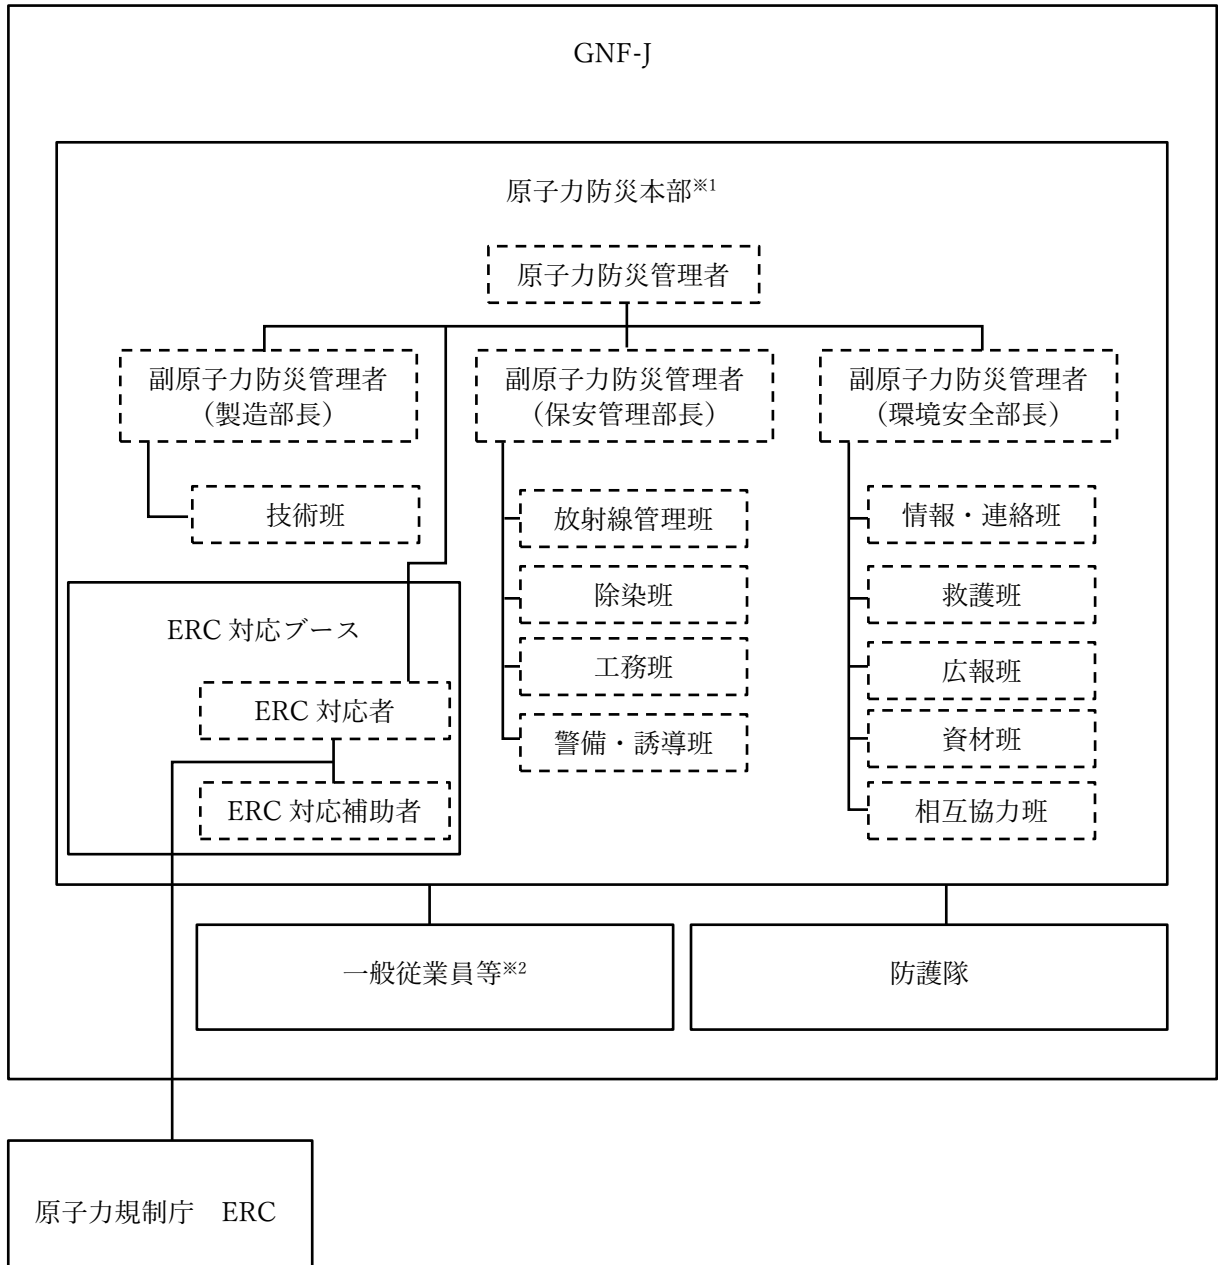 GNF-J
原子力防災本部※1
原子力防災管理者
副原子力防災管理者
（製造部長）
副原子力防災管理者
（保安管理部長）
副原子力防災管理者
（環境安全部長）
技術班
放射線管理班
情報・連絡班
除染班
救護班
ERC 対応ブース
工務班
広報班
ERC 対応者
警備・誘導班
資材班
ERC 対応補助者
相互協力班
一般従業員等※2
防護隊
原子力規制庁　ERC